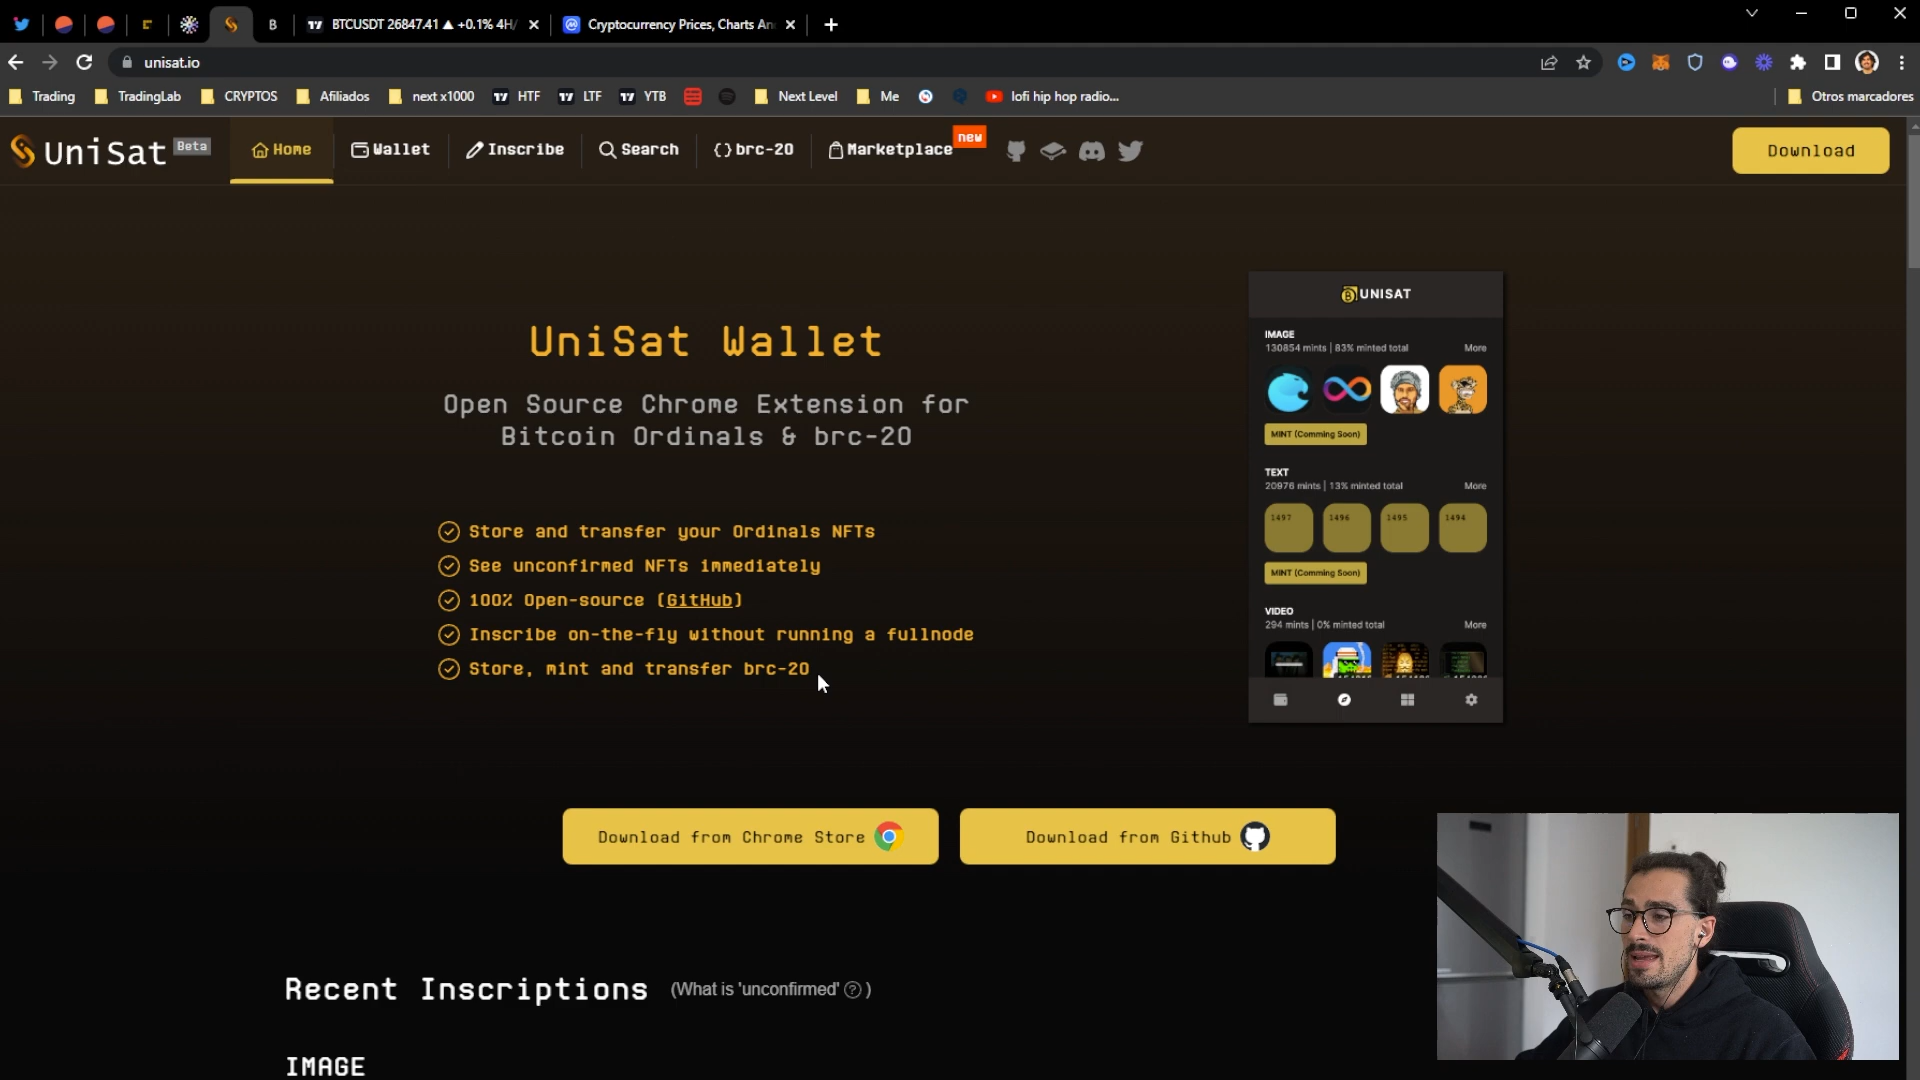 BTCUSDT 26847.41 ▲ +0.1% 4H/
Cryptocurrency Prices, Charts An
unisat.io
Trading
TradingLab
CRYPTOS
Afiliados
next x1000
HTF
LTF
YTB
Next Level
Me
lofi hip hop radio...
Otros marcadores
UniSat
Beta
Home
Wallet
Inscribe
Search
brc-20
Marketplace
new
Download
UniSat Wallet
Open Source Chrome Extension for
Bitcoin Ordinals & brc-20
Store and transfer your Ordinals NFTs
See unconfirmed NFTs immediately
100% Open-source (GitHub)
Inscribe on-the-fly without running a fullnode
Store, mint and transfer brc-20
UNISAT
IMAGE
130854 mints | 83% minted total
More
MINT (Comming Soon)
TEXT
20976 mints | 13% minted total
More
1497
1496
1495
1494
MINT (Comming Soon)
VIDEO
294 mints | 0% minted total
More
Download from Chrome Store
Download from Github
Recent Inscriptions
(What is 'unconfirmed' ? )
IMAGE